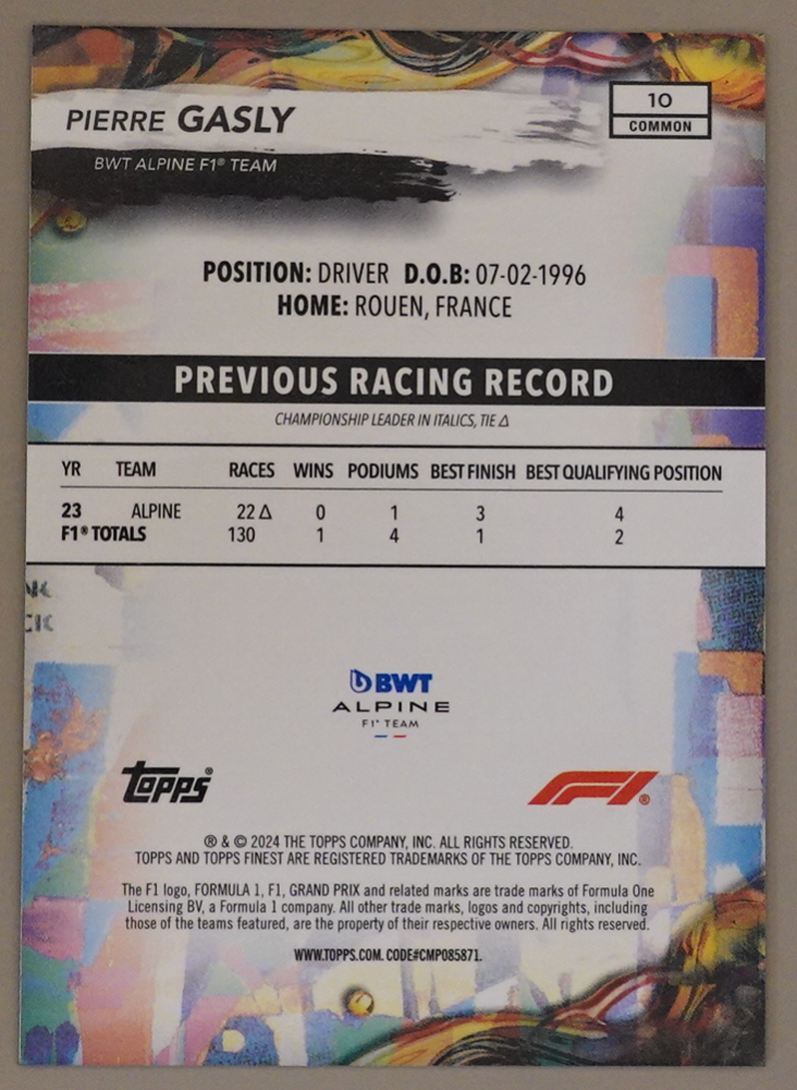 PIERRE GASLY
10
COMMON
BWT ALPINE F1® TEAM
POSITION: DRIVER D.O.B: 07-02-1996
HOME: ROUEN, FRANCE
PREVIOUS RACING RECORD
CHAMPIONSHIP LEADER IN ITALICS, TIE Δ
YR TEAM RACES WINS PODIUMS BEST FINISH BEST QUALIFYING POSITION
23 ALPINE 22 Δ 0 1 3 4
F1® TOTALS 130 1 4 1 2
BWT
ALPINE
F1® TEAM
topps®
F1®
® & © 2024 THE TOPPS COMPANY, INC. ALL RIGHTS RESERVED.
TOPPS AND TOPPS FINEST ARE REGISTERED TRADEMARKS OF THE TOPPS COMPANY, INC.
The F1 logo, FORMULA 1, F1, GRAND PRIX and related marks are trade marks of Formula One
Licensing BV, a Formula 1 company. All other trade marks, logos and copyrights, including
those of the teams featured, are the property of their respective owners. All rights reserved.
WWW.TOPPS.COM. CODE#CMP085871.